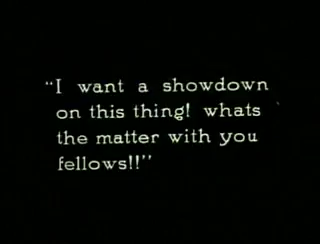 "I want a showdown
on this thing! whats
the matter with you
fellows!!"